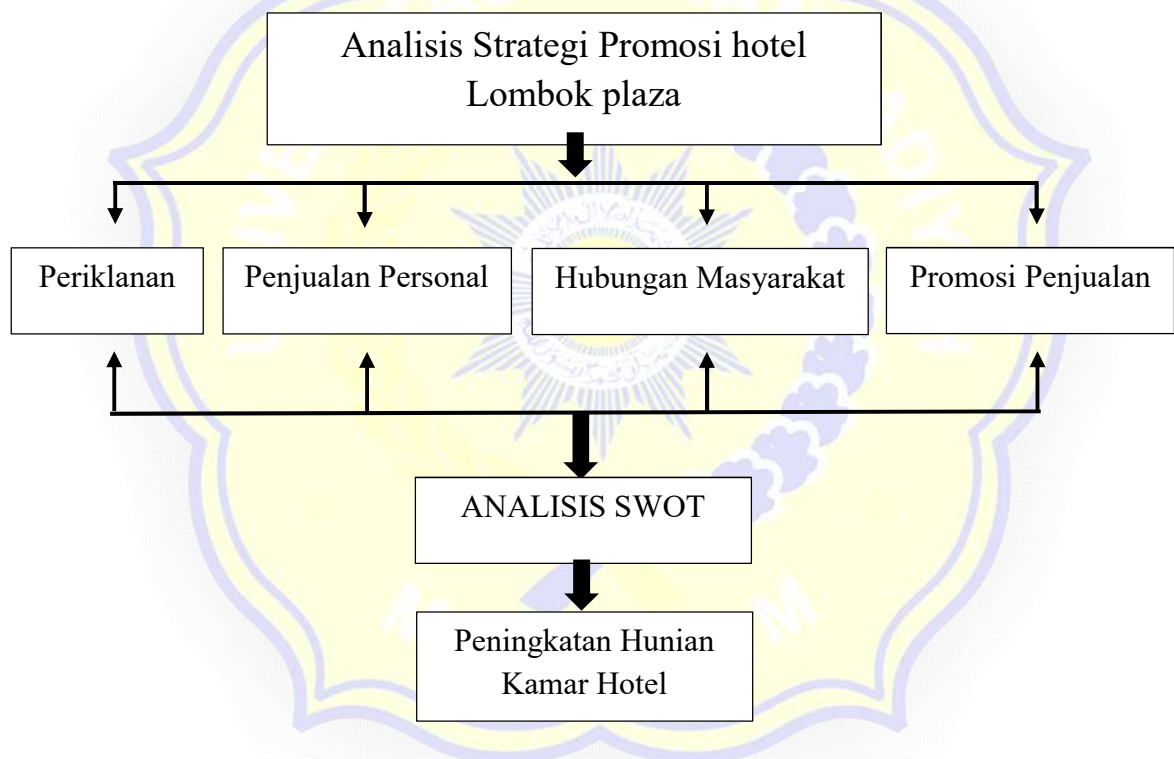 Analisis Strategi Promosi hotel
Lombok plaza
Periklanan
Penjualan Personal
Hubungan Masyarakat
Promosi Penjualan
ANALISIS SWOT
Peningkatan Hunian
Kamar Hotel